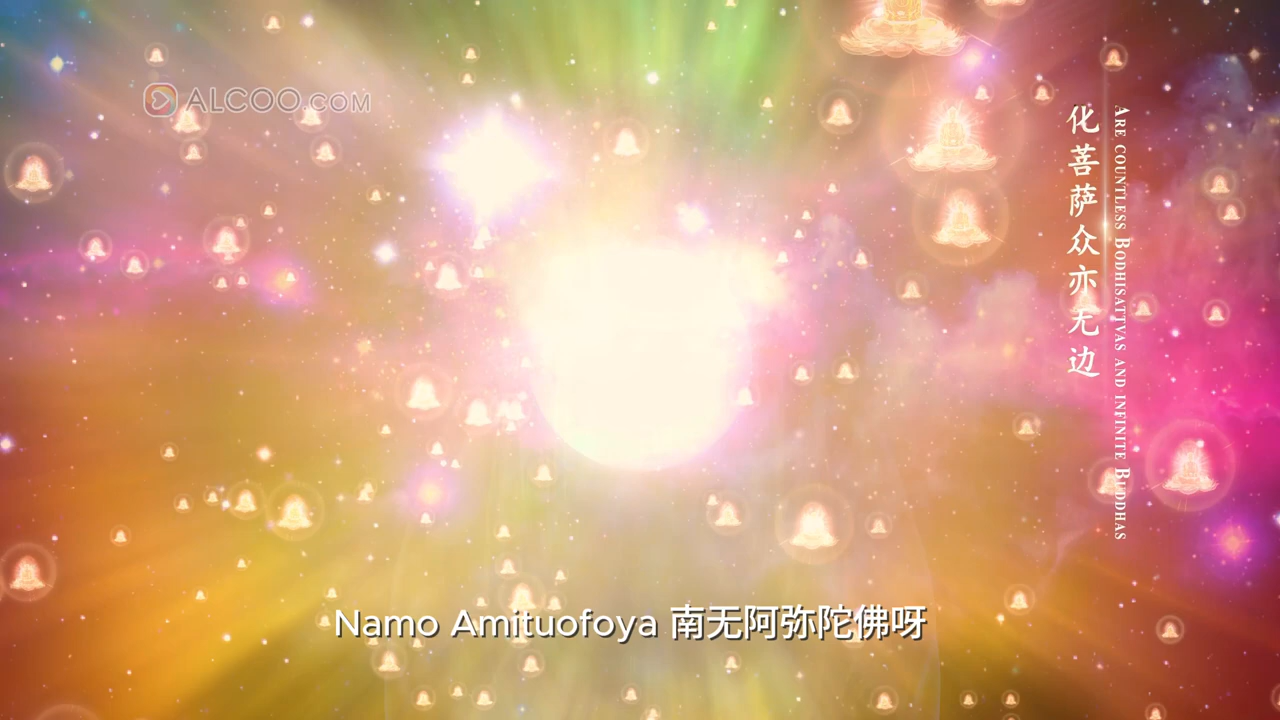 ALCOO.COM
化菩萨众亦无边
ARE COUNTLESS BODHISATTVAS AND INFINITE BUDDHAS
Namo Amituofoya 南无阿弥陀佛呀